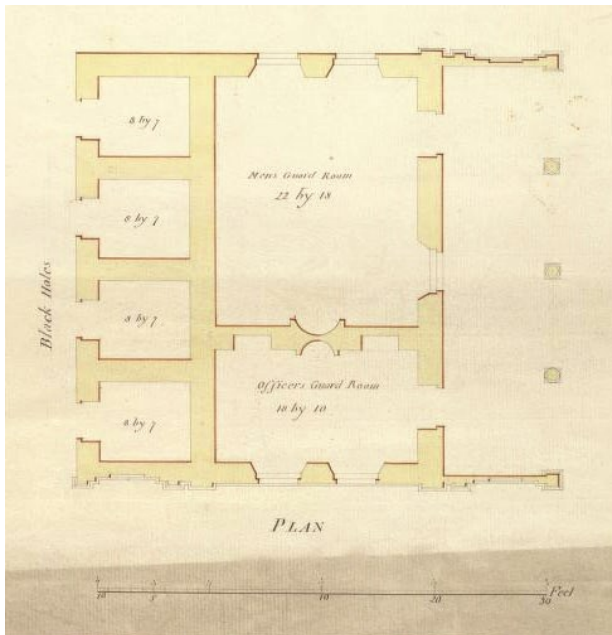 8 by 7
Mens Guard Room
22 by 18
8 by 7
Black Holes
8 by 7
Officers Guard Room
18 by 10
8 by 7
PLAN
10 5 10 20 30 Feet